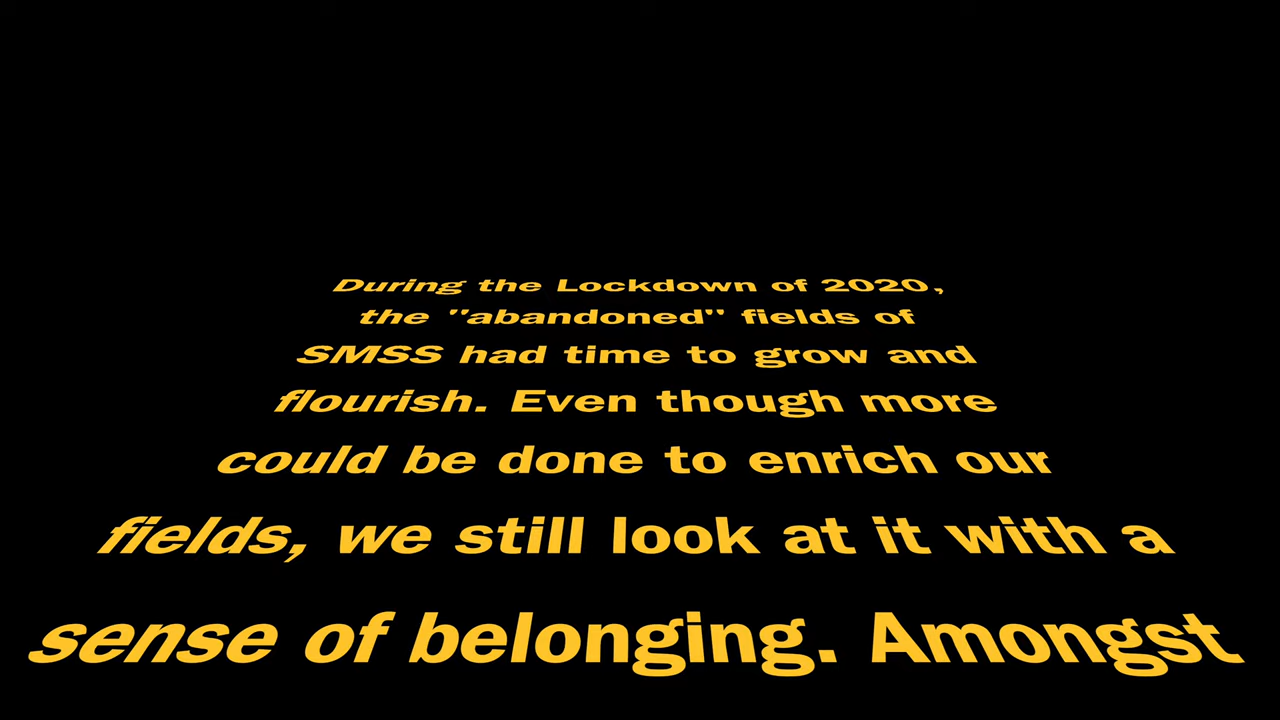 During the Lockdown of 2020,
the "abandoned" fields of
SMSS had time to grow and
flourish. Even though more
could be done to enrich our
fields, we still look at it with a
sense of belonging. Amongst